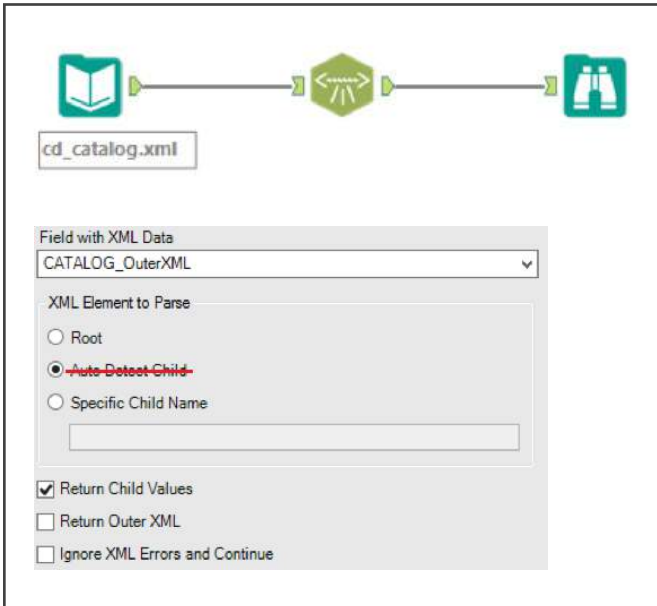 cd_catalog.xml
Field with XML Data
CATALOG_OuterXML
XML Element to Parse
Root
Auto Detect Child
Specific Child Name
Return Child Values
Return Outer XML
Ignore XML Errors and Continue